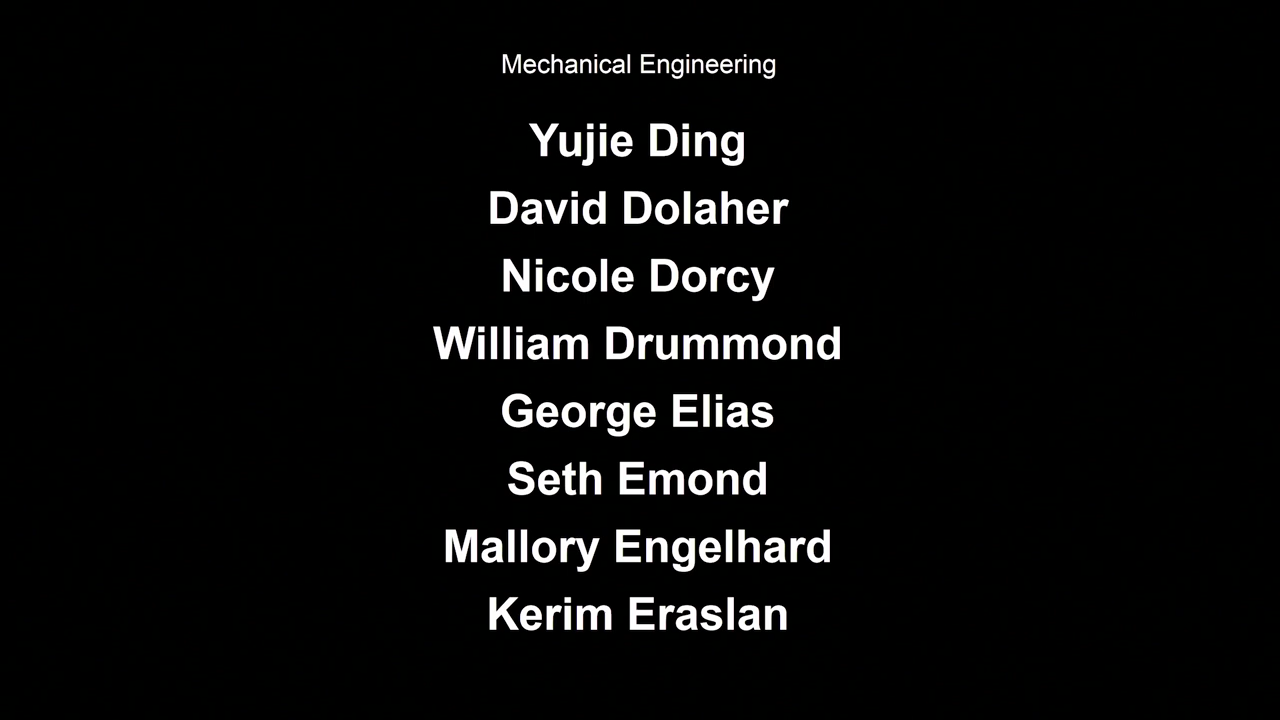 Mechanical Engineering
Yujie Ding
David Dolaher
Nicole Dorcy
William Drummond
George Elias
Seth Emond
Mallory Engelhard
Kerim Eraslan